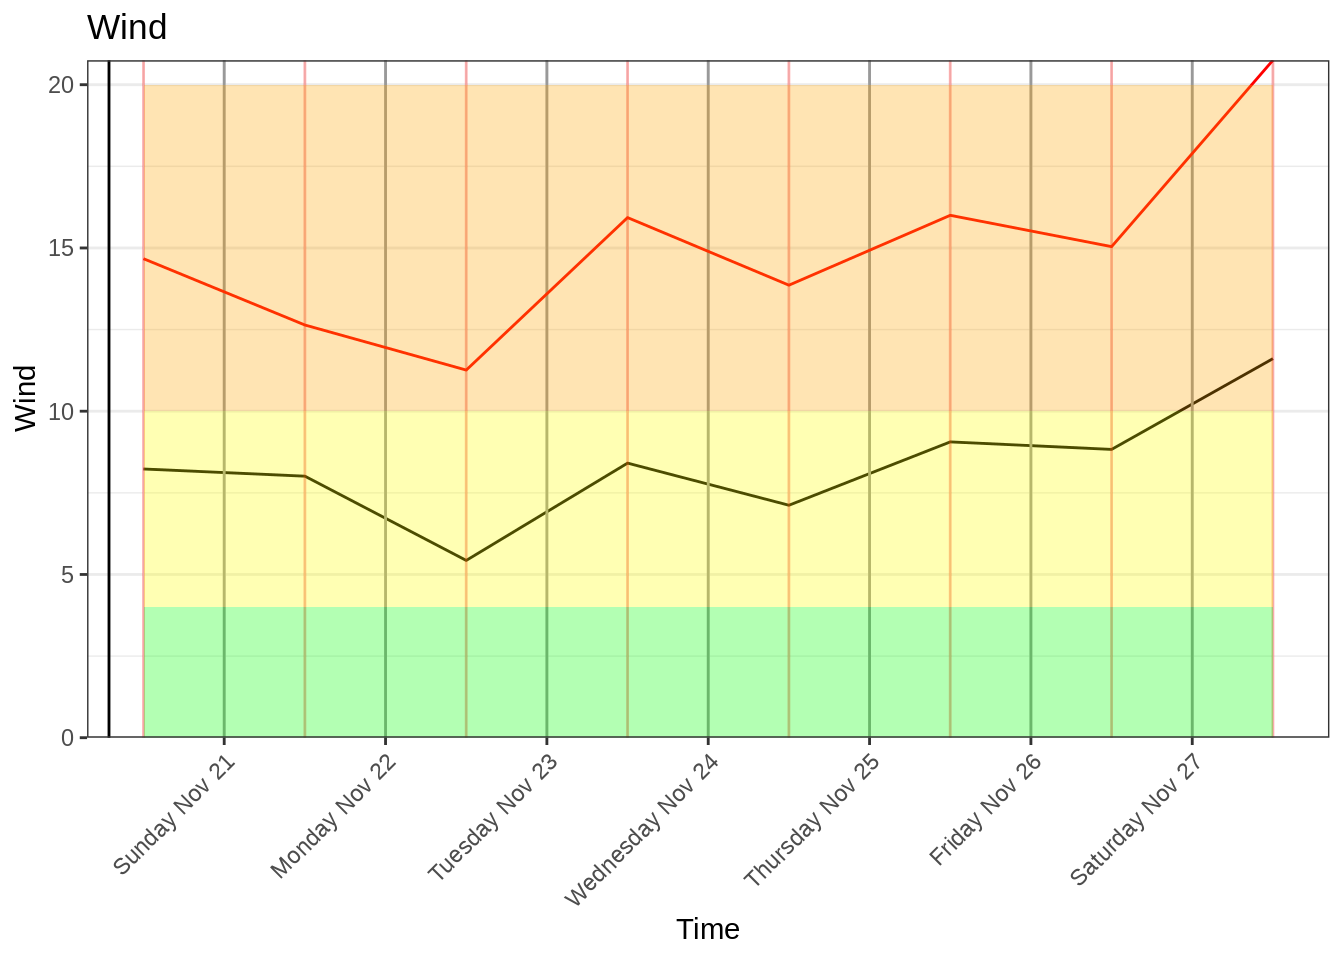 Wind
Wind
20
15
10
5
0
Sunday Nov 21
Monday Nov 22
Tuesday Nov 23
Wednesday Nov 24
Thursday Nov 25
Friday Nov 26
Saturday Nov 27
Time